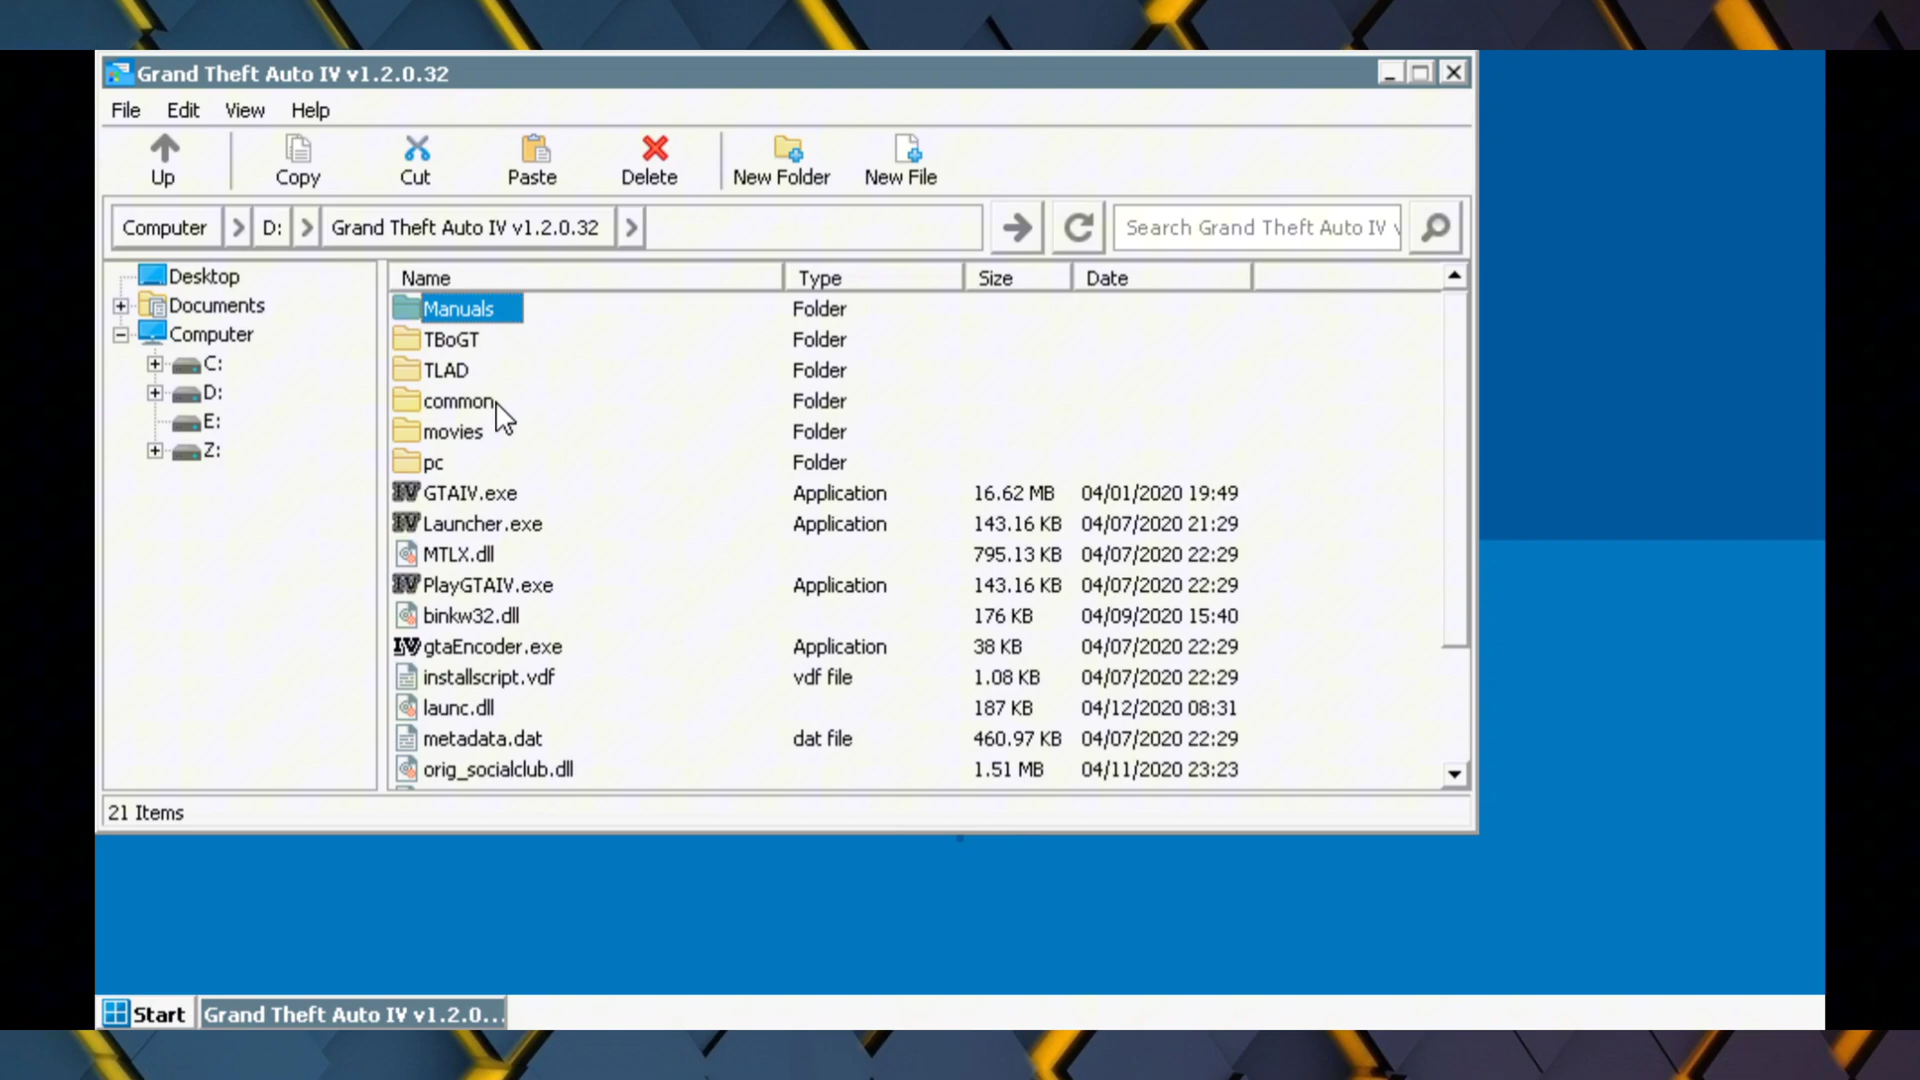 Grand Theft Auto IV v1.2.0.32
File Edit View Help
Up Copy Cut Paste Delete New Folder New File
Computer D: Grand Theft Auto IV v1.2.0.32 Search Grand Theft Auto IV
Desktop
Documents
Computer
C:
D:
E:
Z:
Name Type Size Date
Manuals Folder
TBoGT Folder
TLAD Folder
common Folder
movies Folder
pc Folder
GTAIV.exe Application 16.62 MB 04/01/2020 19:49
Launcher.exe Application 143.16 KB 04/07/2020 21:29
MTLX.dll 795.13 KB 04/07/2020 22:29
PlayGTAIV.exe Application 143.16 KB 04/07/2020 22:29
binkw32.dll 176 KB 04/09/2020 15:40
gtaEncoder.exe Application 38 KB 04/07/2020 22:29
installscript.vdf vdf file 1.08 KB 04/07/2020 22:29
launc.dll 187 KB 04/12/2020 08:31
metadata.dat dat file 460.97 KB 04/07/2020 22:29
orig_socialclub.dll 1.51 MB 04/11/2020 23:23
21 Items
Start Grand Theft Auto IV v1.2.0...